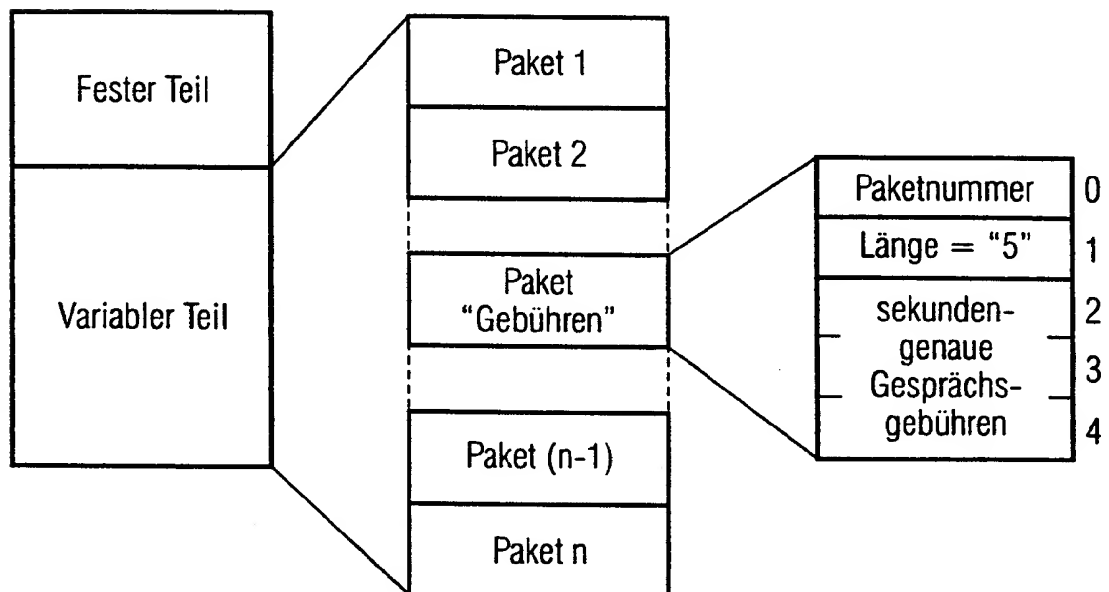 Fester Teil
Variabler Teil
Paket 1
Paket 2
Paket
“Gebühren”
Paket (n-1)
Paket n
Paketnummer 0
Länge = “5” 1
sekunden- 2
genaue
Gesprächs- 3
gebühren 4